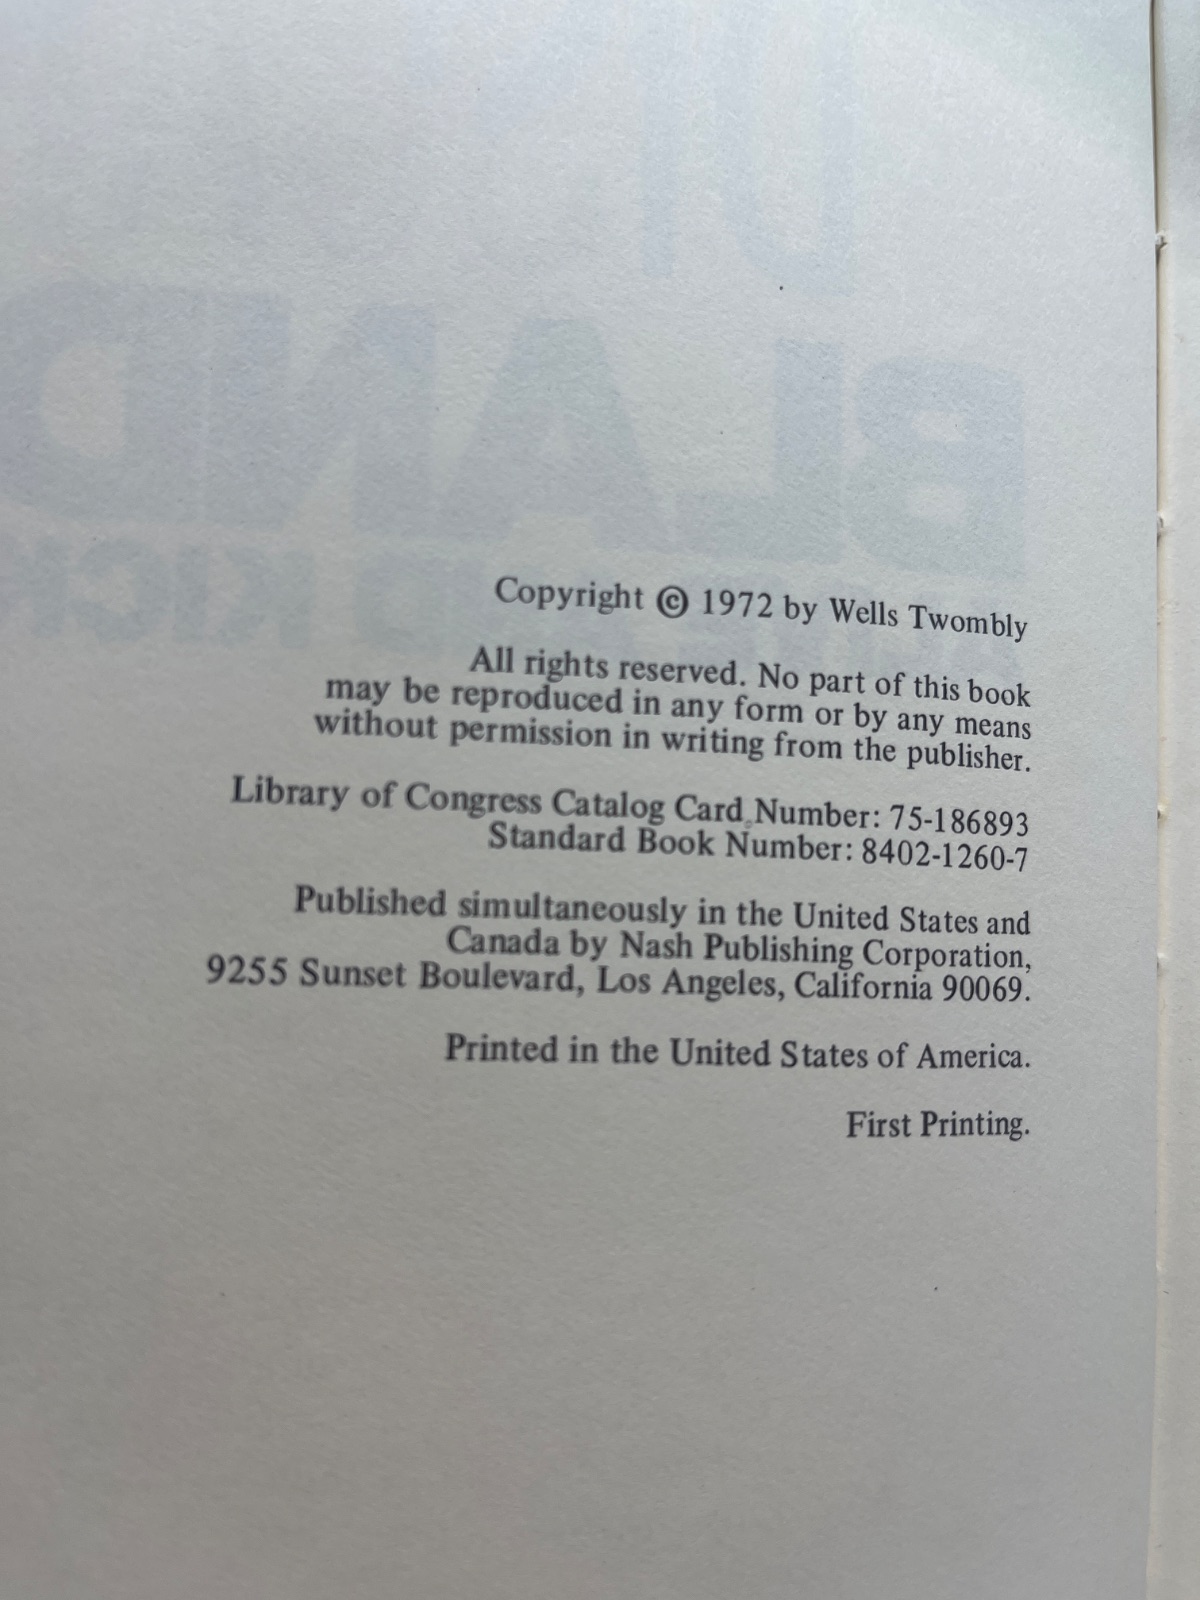 BLAND
Copyright © 1972 by Wells Twombly
All rights reserved. No part of this book
may be reproduced in any form or by any means
without permission in writing from the publisher.
Library of Congress Catalog Card Number: 75-186893
Standard Book Number: 8402-1260-7
Published simultaneously in the United States and
Canada by Nash Publishing Corporation,
9255 Sunset Boulevard, Los Angeles, California 90069.
Printed in the United States of America.
First Printing.